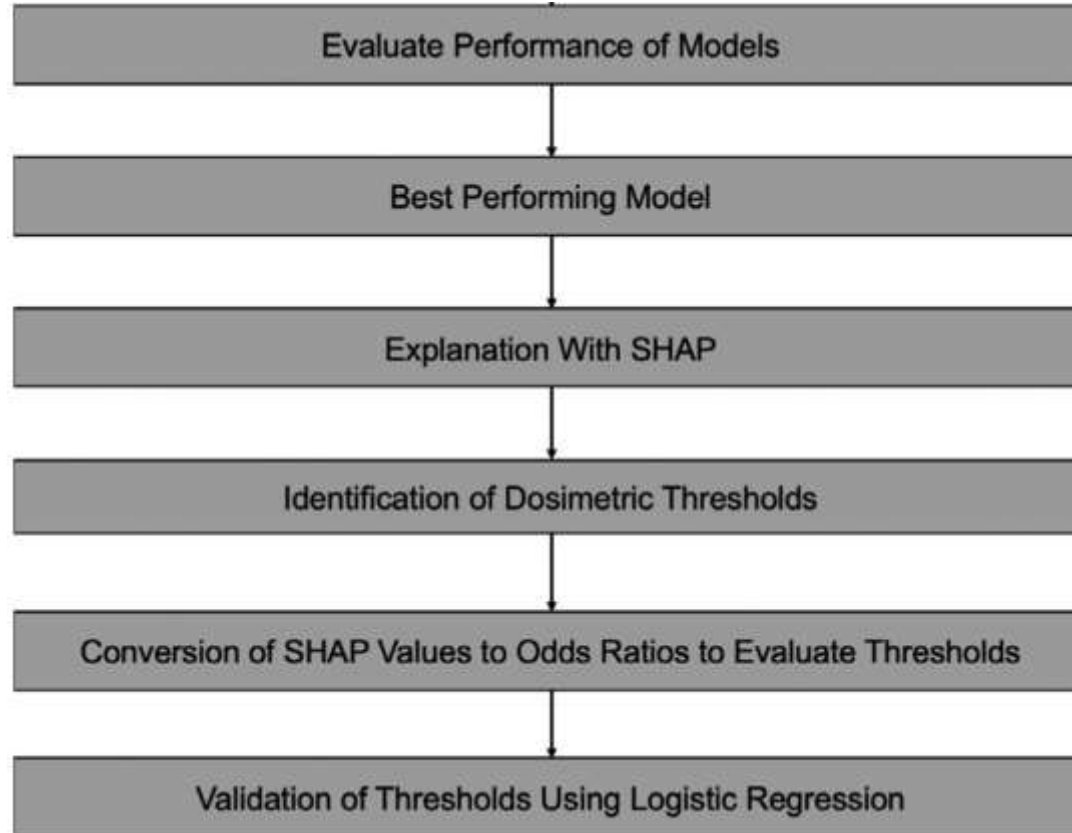 Evaluate Performance of Models
Best Performing Model
Explanation With SHAP
Identification of Dosimetric Thresholds
Conversion of SHAP Values to Odds Ratios to Evaluate Thresholds
Validation of Thresholds Using Logistic Regression